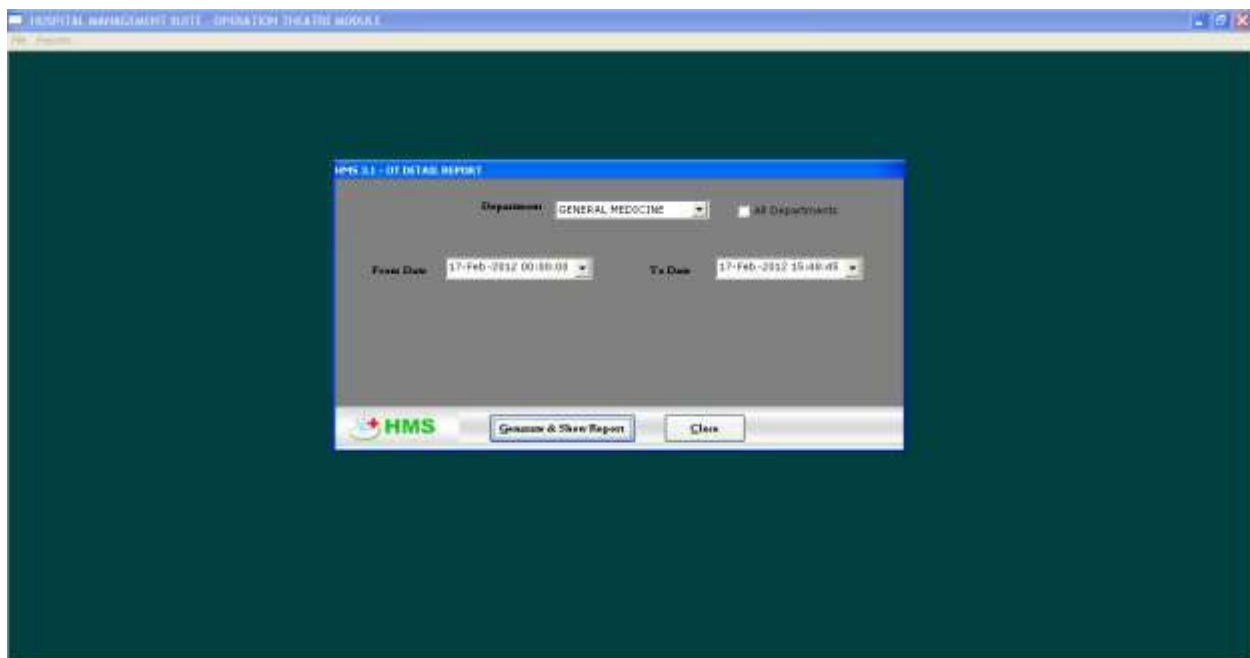 HOSPITAL MANAGEMENT SUITE - OPERATION THEATRE MODULE
File Reports
HMS 3.1 - OT DETAIL REPORT
Department GENERAL MEDICINE All Departments
From Date 17-Feb-2012 00:00:00 To Date 17-Feb-2012 15:48:45
HMS Generate & Show Report Close